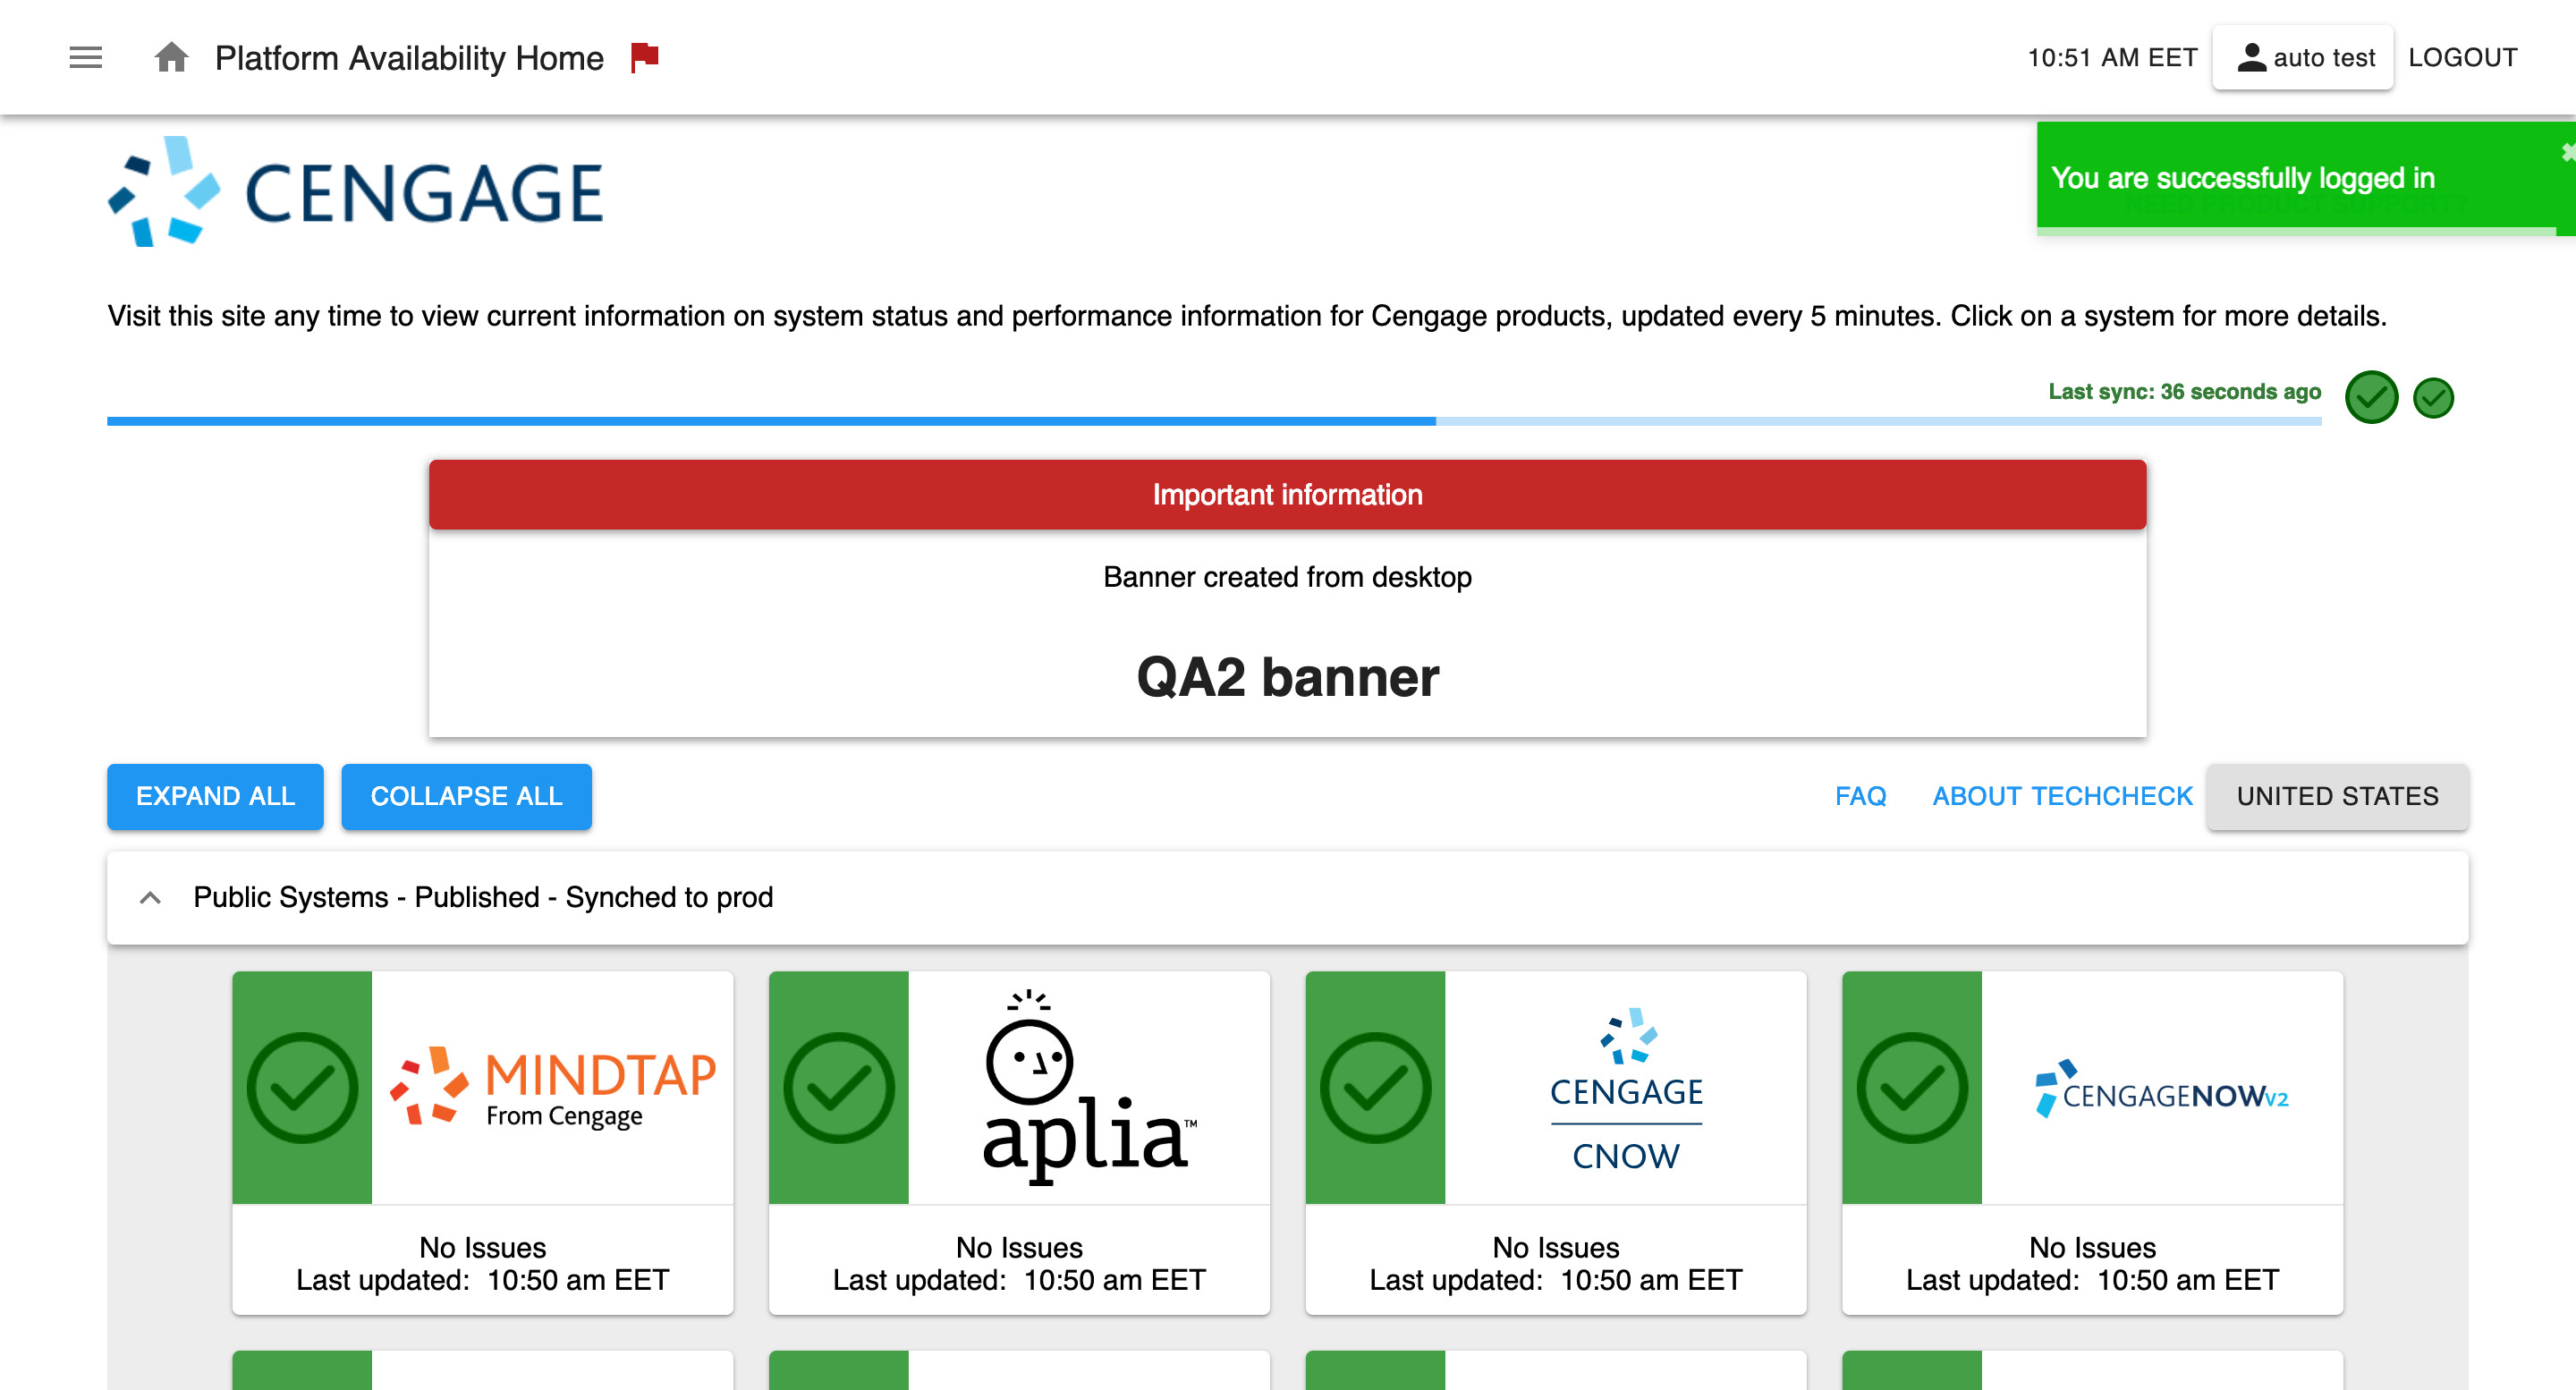 Platform Availability Home
10:51 AM EET
auto test
LOGOUT
CENGAGE
You are successfully logged in
NEED PRODUCT SUPPORT?
Visit this site any time to view current information on system status and performance information for Cengage products, updated every 5 minutes. Click on a system for more details.
Last sync: 36 seconds ago
Important information
Banner created from desktop
QA2 banner
EXPAND ALL
COLLAPSE ALL
FAQ
ABOUT TECHCHECK
UNITED STATES
Public Systems - Published - Synched to prod
MINDTAP
From Cengage
No Issues
Last updated: 10:50 am EET
aplia™
No Issues
Last updated: 10:50 am EET
CENGAGE
CNOW
No Issues
Last updated: 10:50 am EET
CENGAGENOWV2
No Issues
Last updated: 10:50 am EET